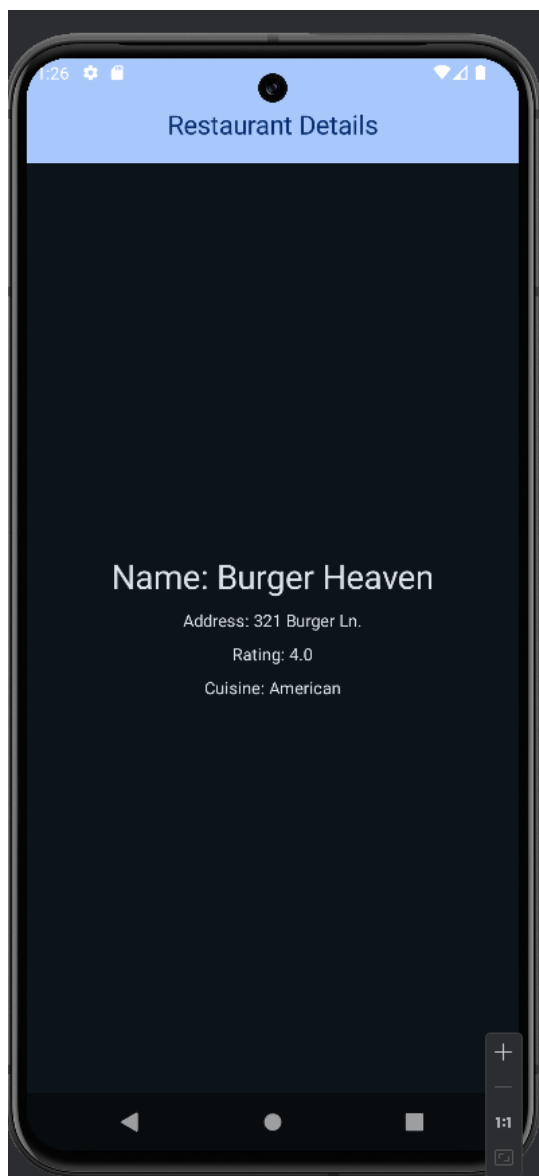 1:26
Restaurant Details
Name: Burger Heaven
Address: 321 Burger Ln.
Rating: 4.0
Cuisine: American
1:1